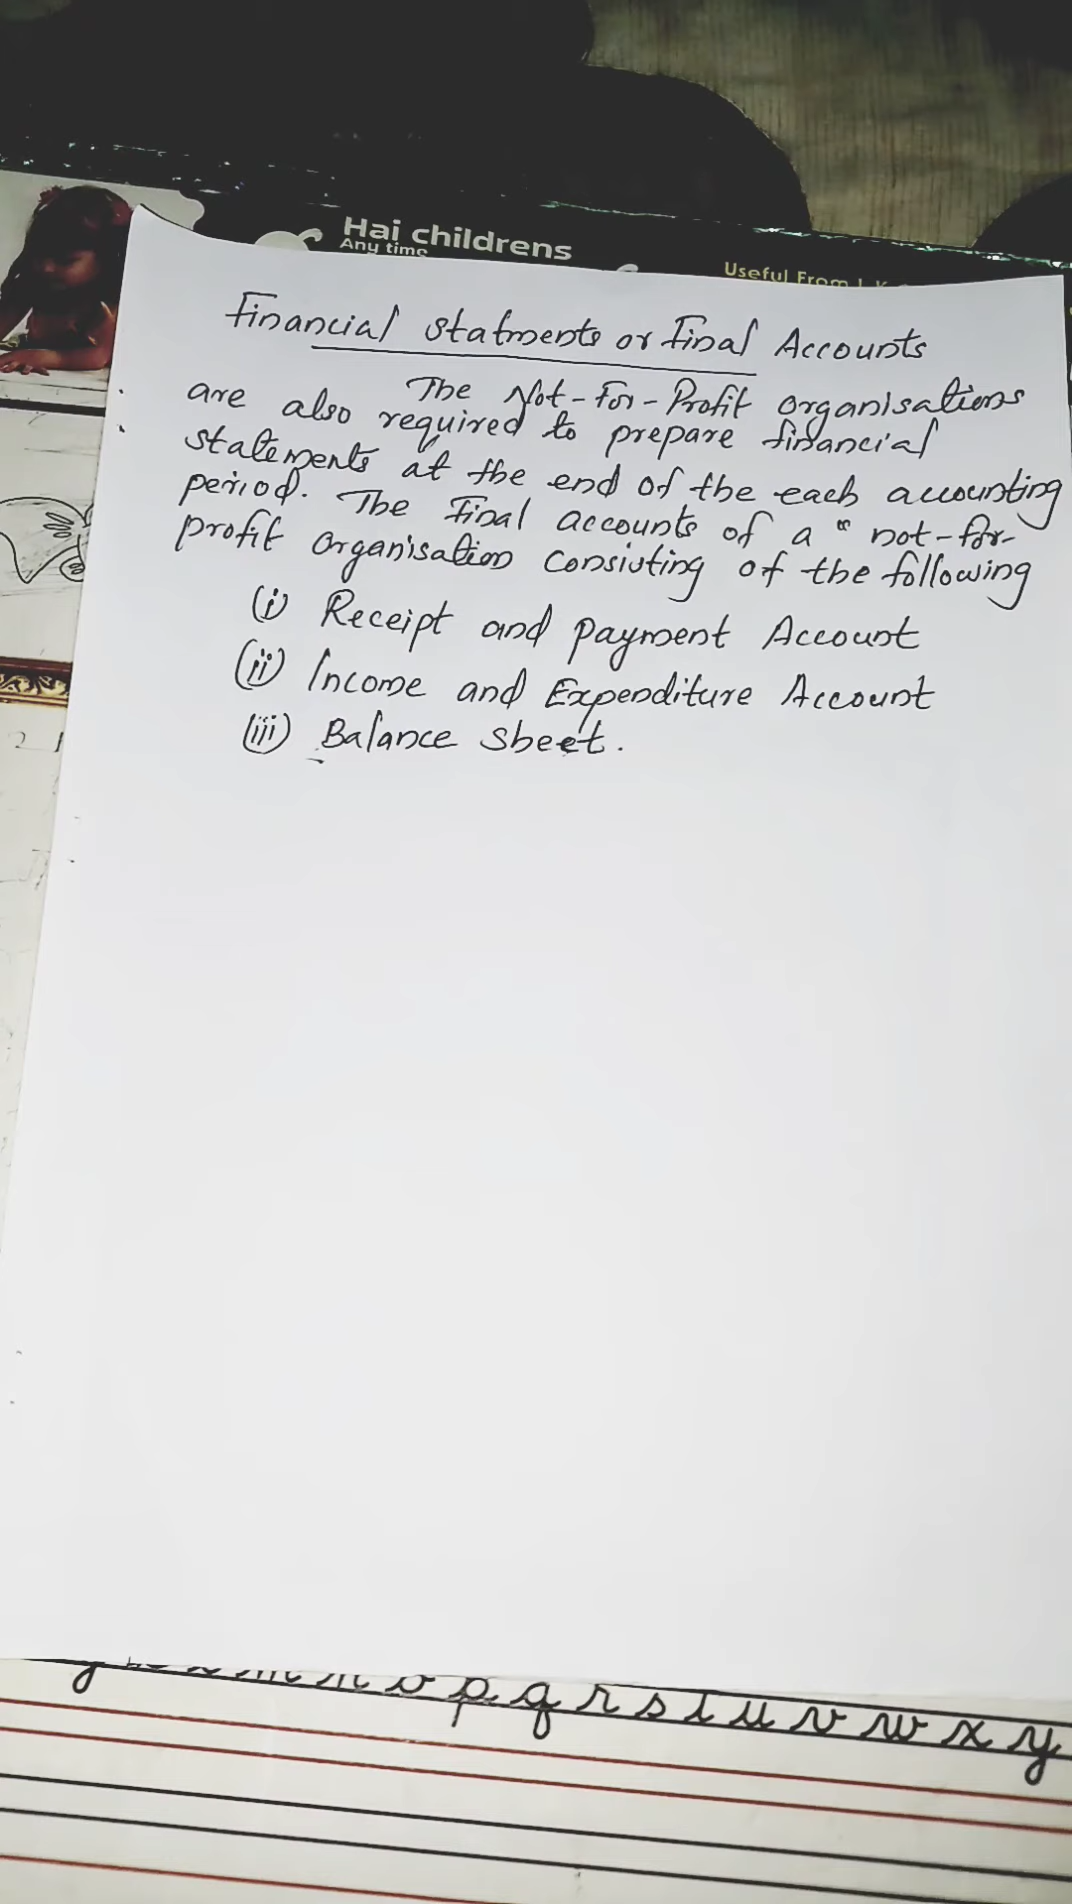 Hai childrens
Any time
Useful From L.K
Financial statments or Final Accounts
The Not-For-Profit organisations
are also required to prepare financial
statements at the end of the each accounting
period. The Final accounts of a " not-for-
profit organisation consisting of the following
(i) Receipt and payment Account
(ii) Income and Expenditure Account
(iii) Balance sheet.
m n o p q r s t u v w x y